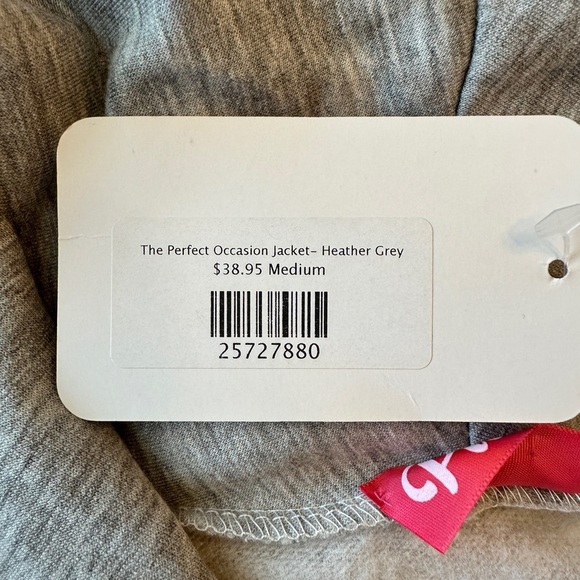 The Perfect Occasion Jacket- Heather Grey
$38.95 Medium
25727880